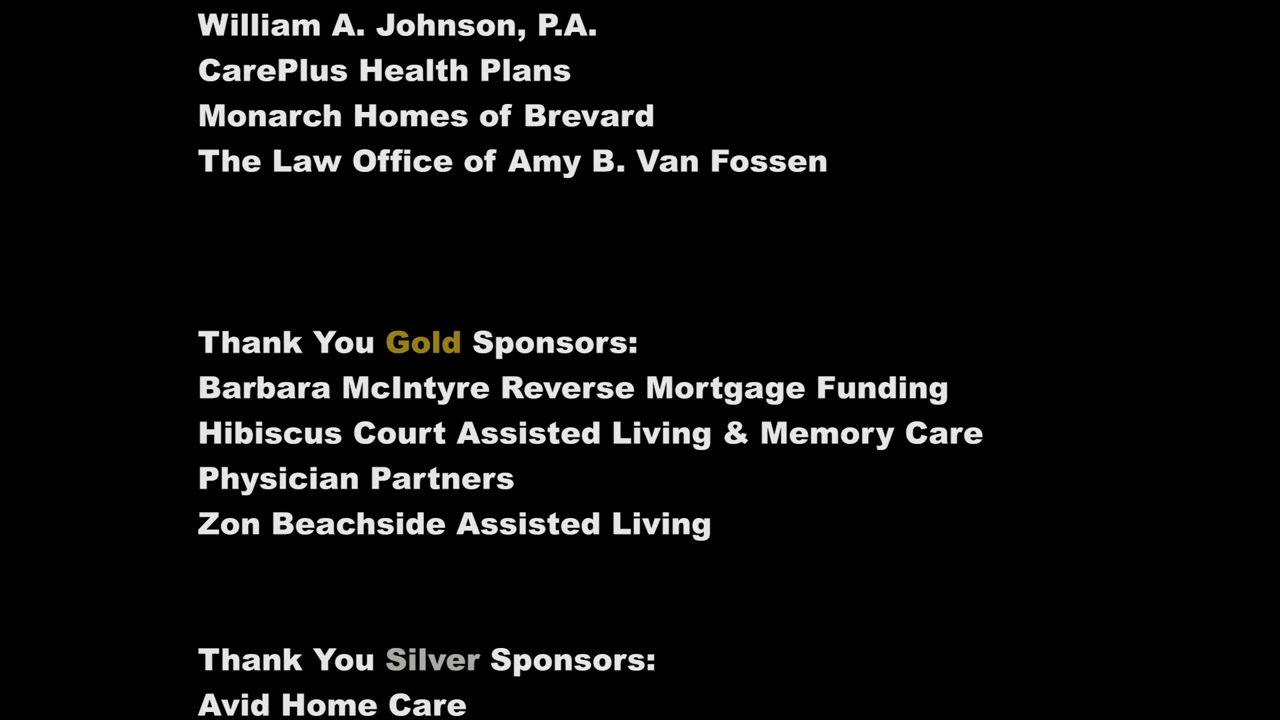 William A. Johnson, P.A.
CarePlus Health Plans
Monarch Homes of Brevard
The Law Office of Amy B. Van Fossen
Thank You Gold Sponsors:
Barbara McIntyre Reverse Mortgage Funding
Hibiscus Court Assisted Living & Memory Care
Physician Partners
Zon Beachside Assisted Living
Thank You Silver Sponsors:
Avid Home Care